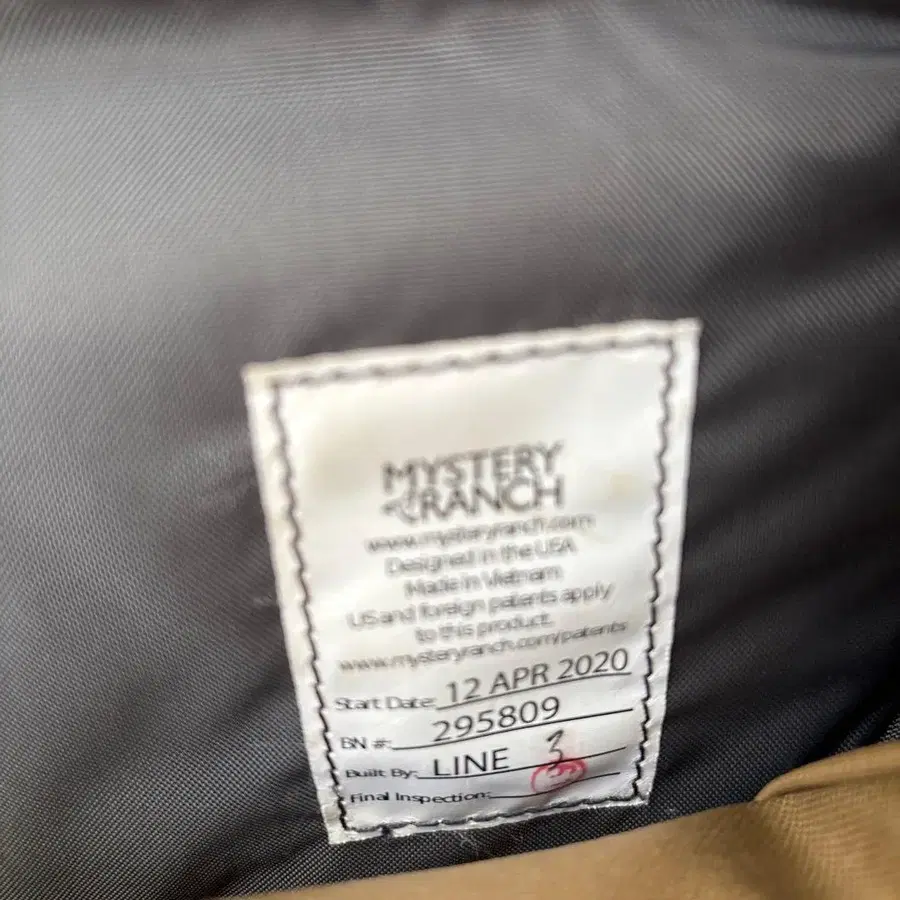 MYSTERY
RANCH
www.mysteryranch.com
Designed in the USA
Made in Vietnam
US and foreign patents apply
to this product.
www.mysteryranch.com/patents
Start Date: 12 APR 2020
BN #: 295809
Built By: LINE 3
Final Inspection: